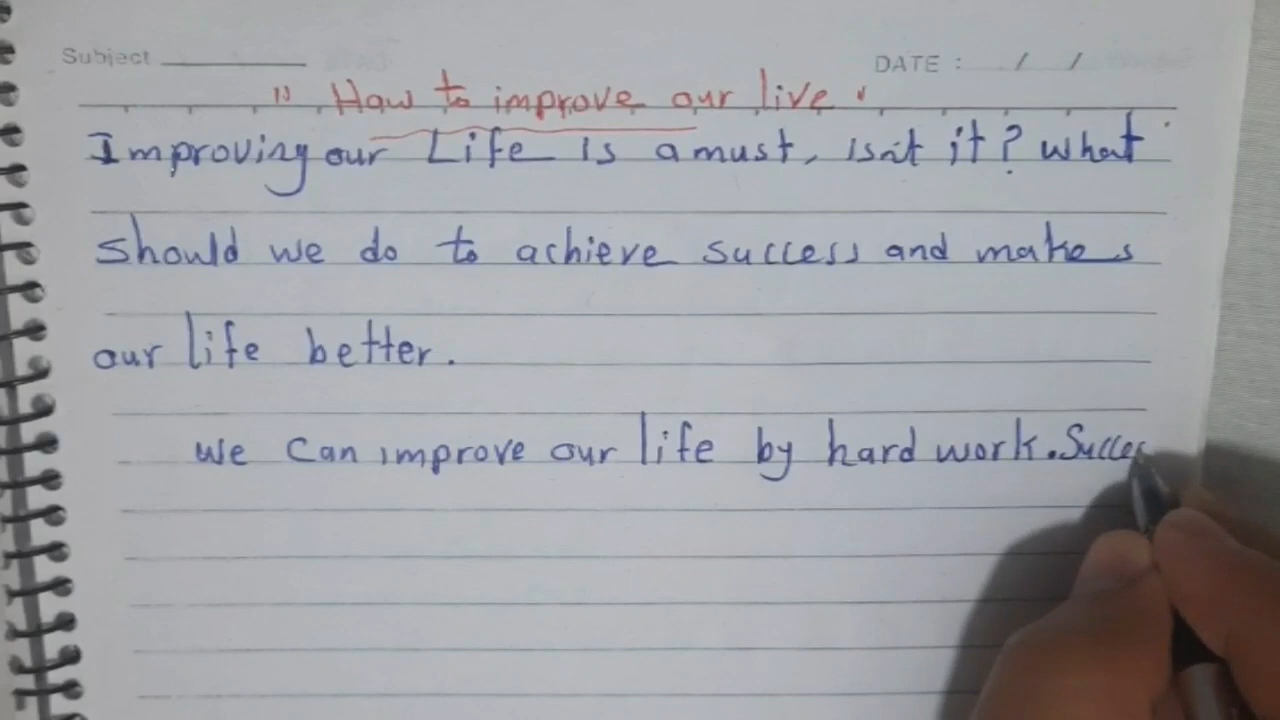 Subject
DATE : / /
" How to improve our live "
Improving our Life is a must, isn't it? what
should we do to achieve success and makes
our life better.
we can improve our life by hard work. Succes